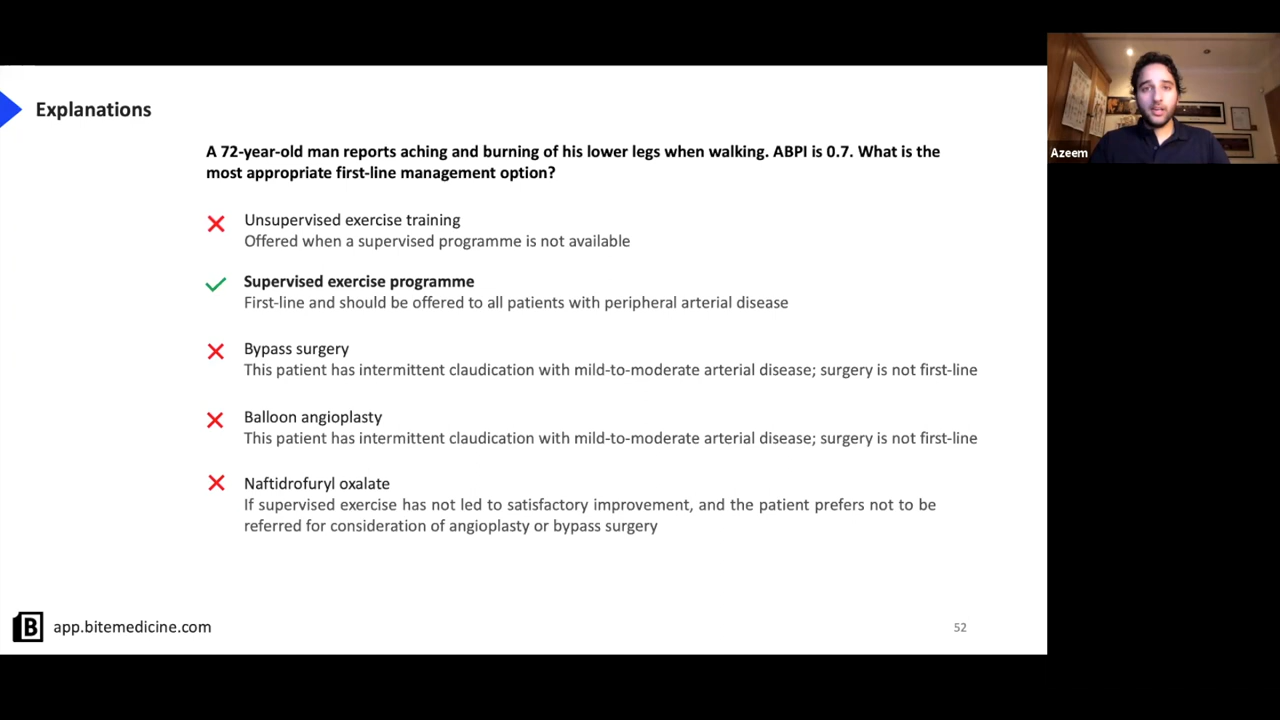 Explanations
A 72-year-old man reports aching and burning of his lower legs when walking. ABPI is 0.7. What is the
most appropriate first-line management option?
Unsupervised exercise training
Offered when a supervised programme is not available
Supervised exercise programme
First-line and should be offered to all patients with peripheral arterial disease
Bypass surgery
This patient has intermittent claudication with mild-to-moderate arterial disease; surgery is not first-line
Balloon angioplasty
This patient has intermittent claudication with mild-to-moderate arterial disease; surgery is not first-line
Naftidrofuryl oxalate
If supervised exercise has not led to satisfactory improvement, and the patient prefers not to be
referred for consideration of angioplasty or bypass surgery
B app.bitemedicine.com
52
Azeem